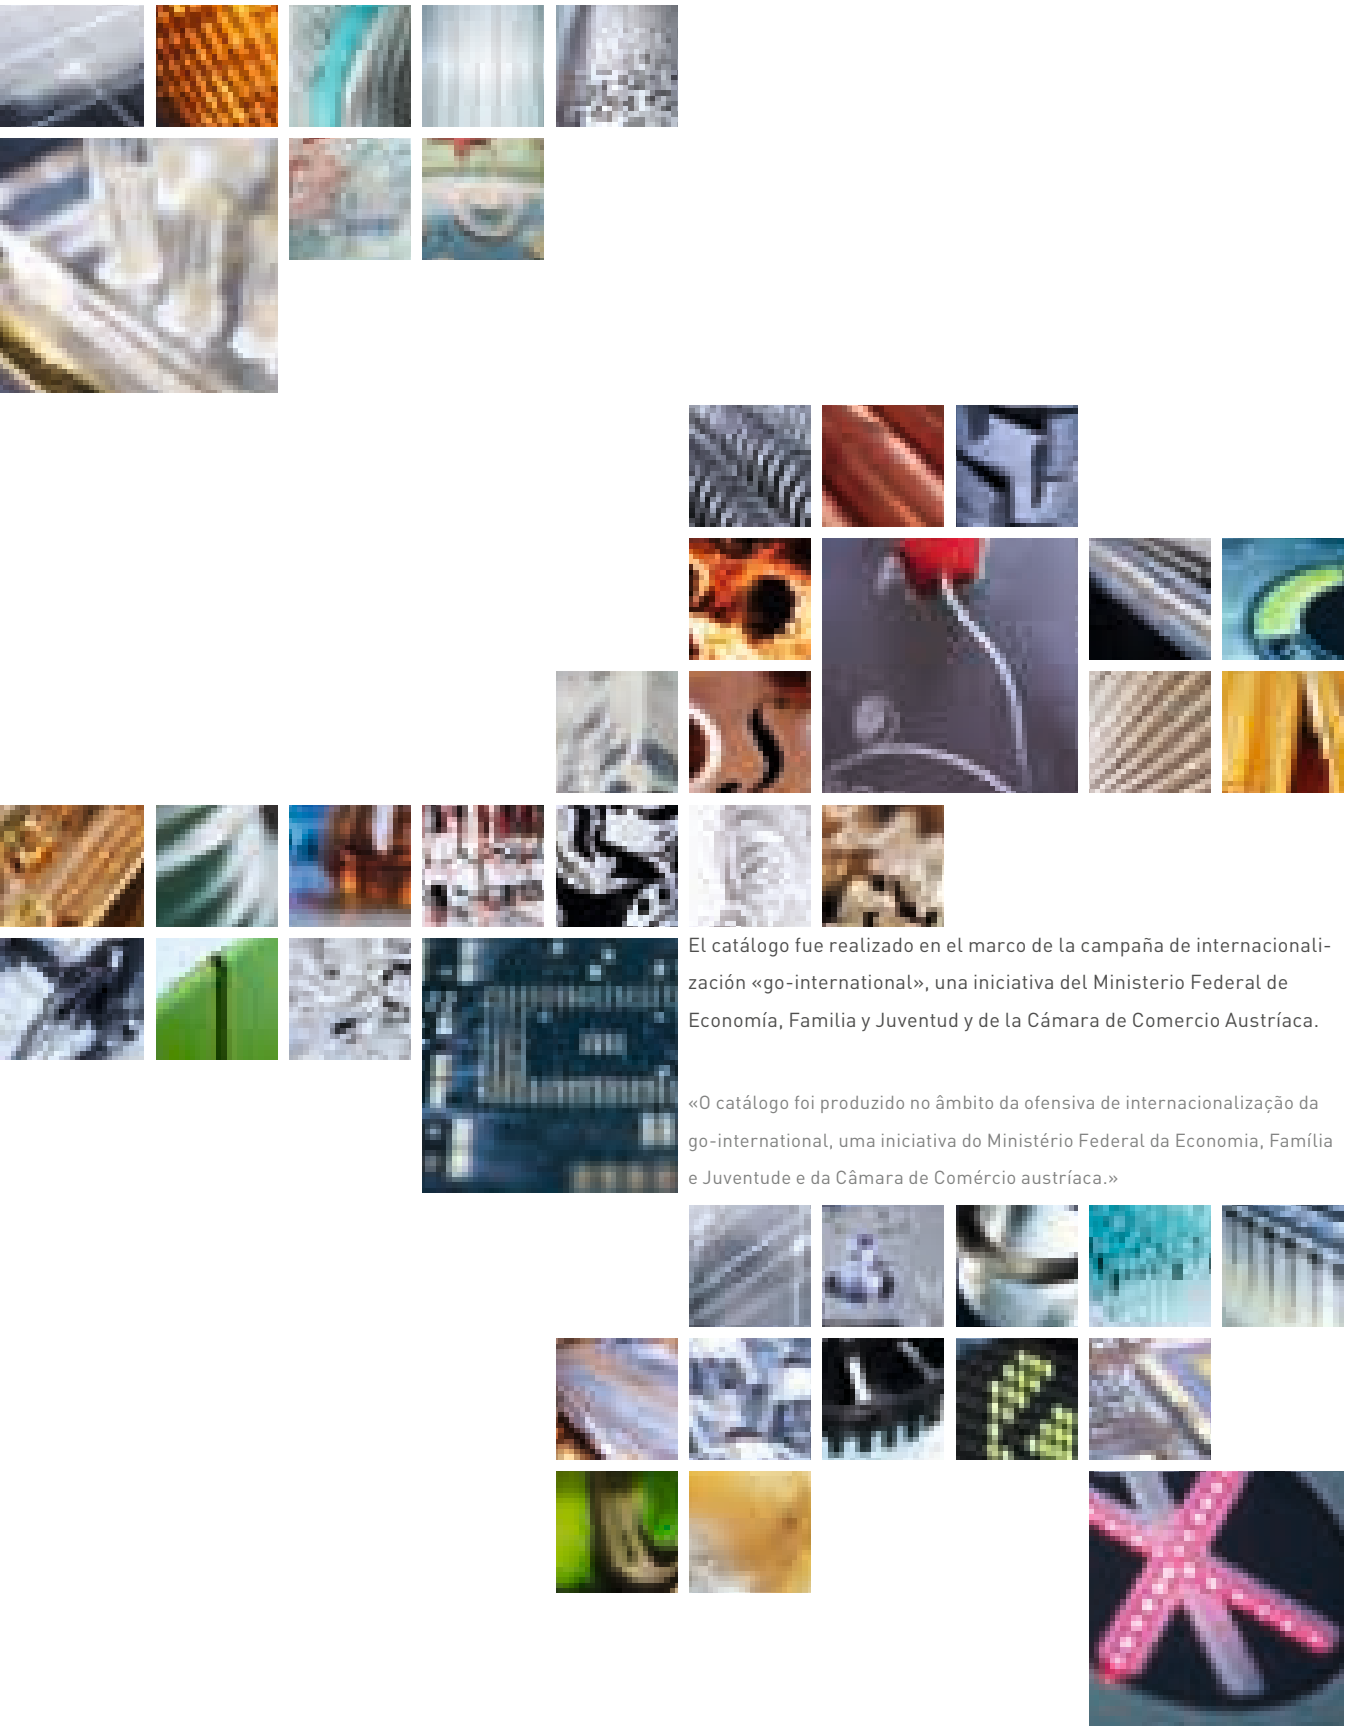 El catálogo fue realizado en el marco de la campaña de internacionali-
zación «go-international», una iniciativa del Ministerio Federal de
Economía, Familia y Juventud y de la Cámara de Comercio Austríaca.
«O catálogo foi produzido no âmbito da ofensiva de internacionalização da
go-international, uma iniciativa do Ministério Federal da Economia, Família
e Juventude e da Câmara de Comércio austríaca.»